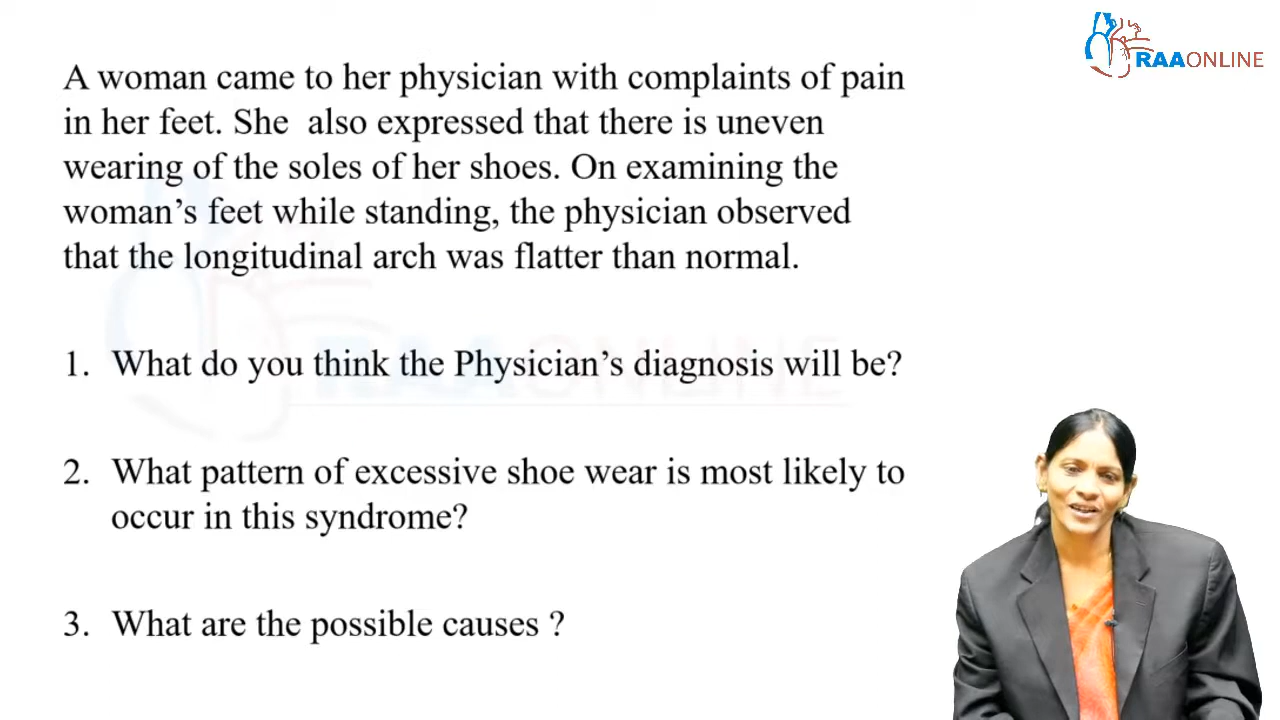 RAAONLINE
A woman came to her physician with complaints of pain
in her feet. She also expressed that there is uneven
wearing of the soles of her shoes. On examining the
woman's feet while standing, the physician observed
that the longitudinal arch was flatter than normal.
RAAONLINE
1. What do you think the Physician's diagnosis will be?
2. What pattern of excessive shoe wear is most likely to
occur in this syndrome?
3. What are the possible causes ?